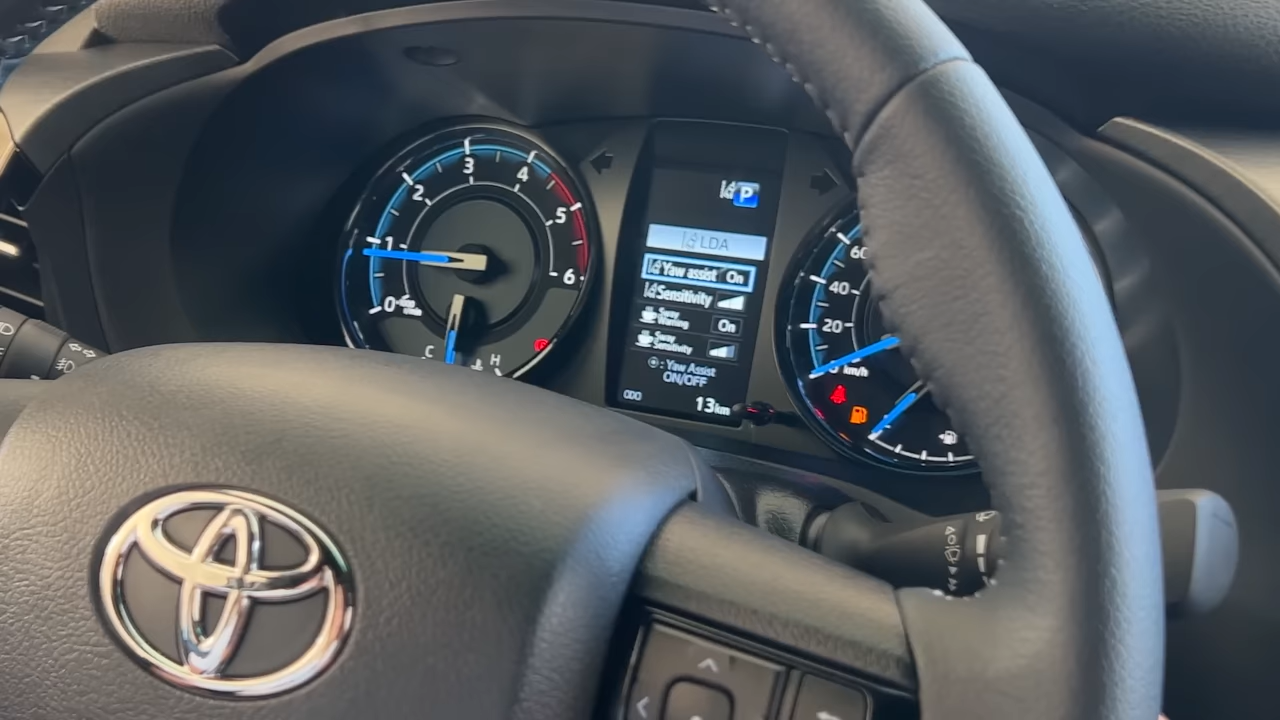 0
1
2
3
4
5
6
C
H
P
LDA
Yaw assist On
Sensitivity
Sway Warning On
Sway Sensitivity
: Yaw Assist
ON/OFF
ODO
13km
60
40
20
km/h